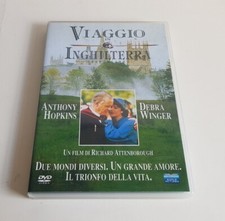 VIAGGIO
IN
INGHILTERRA
ANTHONY
HOPKINS
DEBRA
WINGER
UN FILM DI RICHARD ATTENBOROUGH
DUE MONDI DIVERSI. UN GRANDE AMORE.
IL TRIONFO DELLA VITA.
DVD